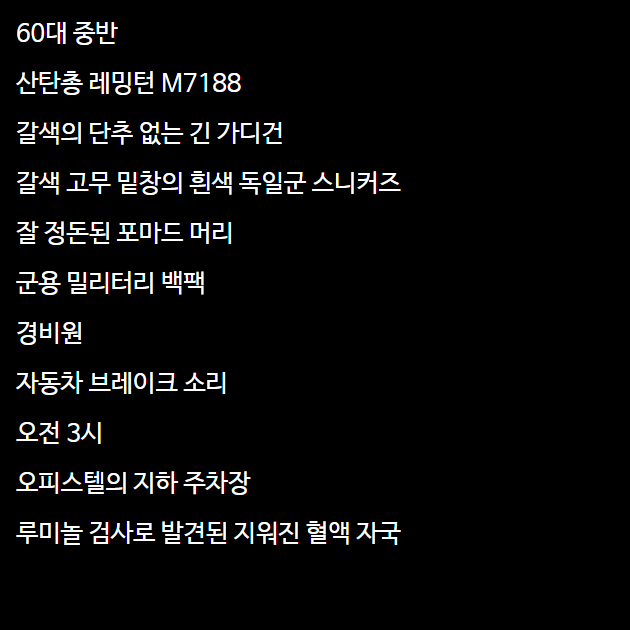 60대 중반
산탄총 레밍턴 M7188
갈색의 단추 없는 긴 가디건
갈색 고무 밑창의 흰색 독일군 스니커즈
잘 정돈된 포마드 머리
군용 밀리터리 백팩
경비원
자동차 브레이크 소리
오전 3시
오피스텔의 지하 주차장
루미놀 검사로 발견된 지워진 혈액 자국